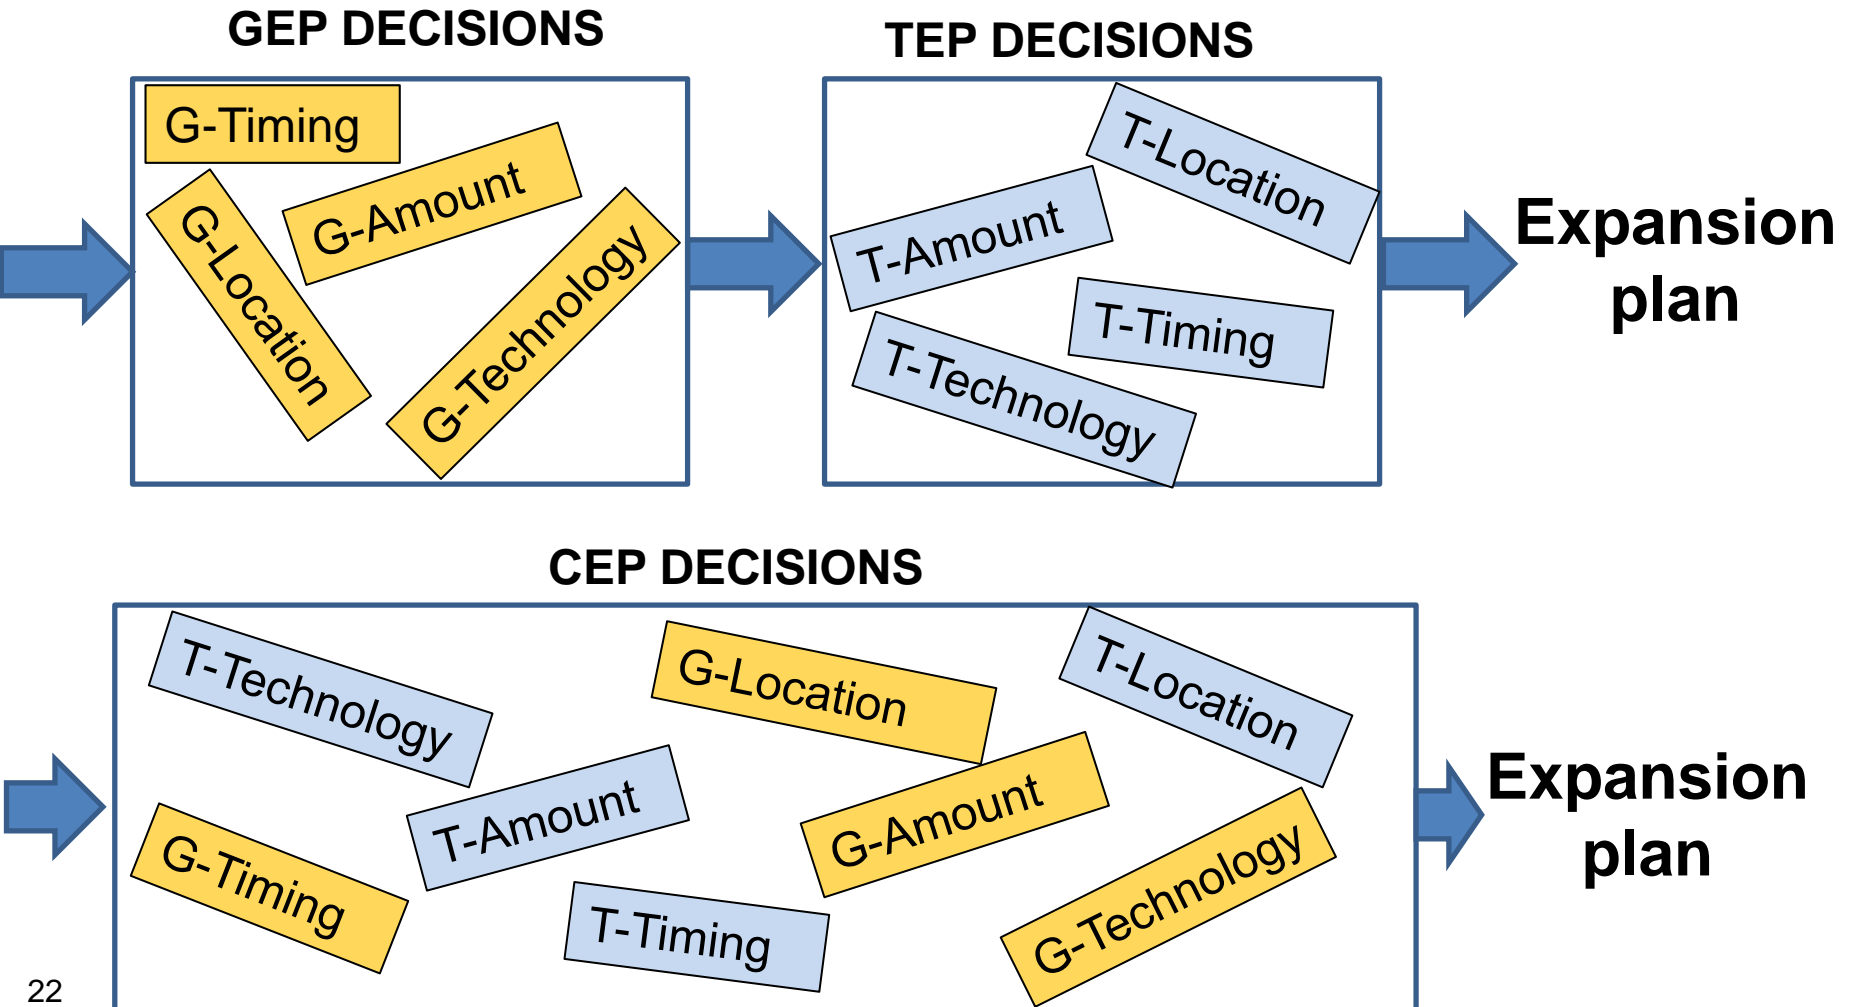 GEP DECISIONS
TEP DECISIONS
G-Timing
G-Amount
G-Location
G-Technology
T-Location
T-Amount
T-Timing
T-Technology
Expansion
plan
CEP DECISIONS
T-Technology
G-Location
T-Location
T-Amount
G-Amount
G-Timing
T-Timing
G-Technology
Expansion
plan
22